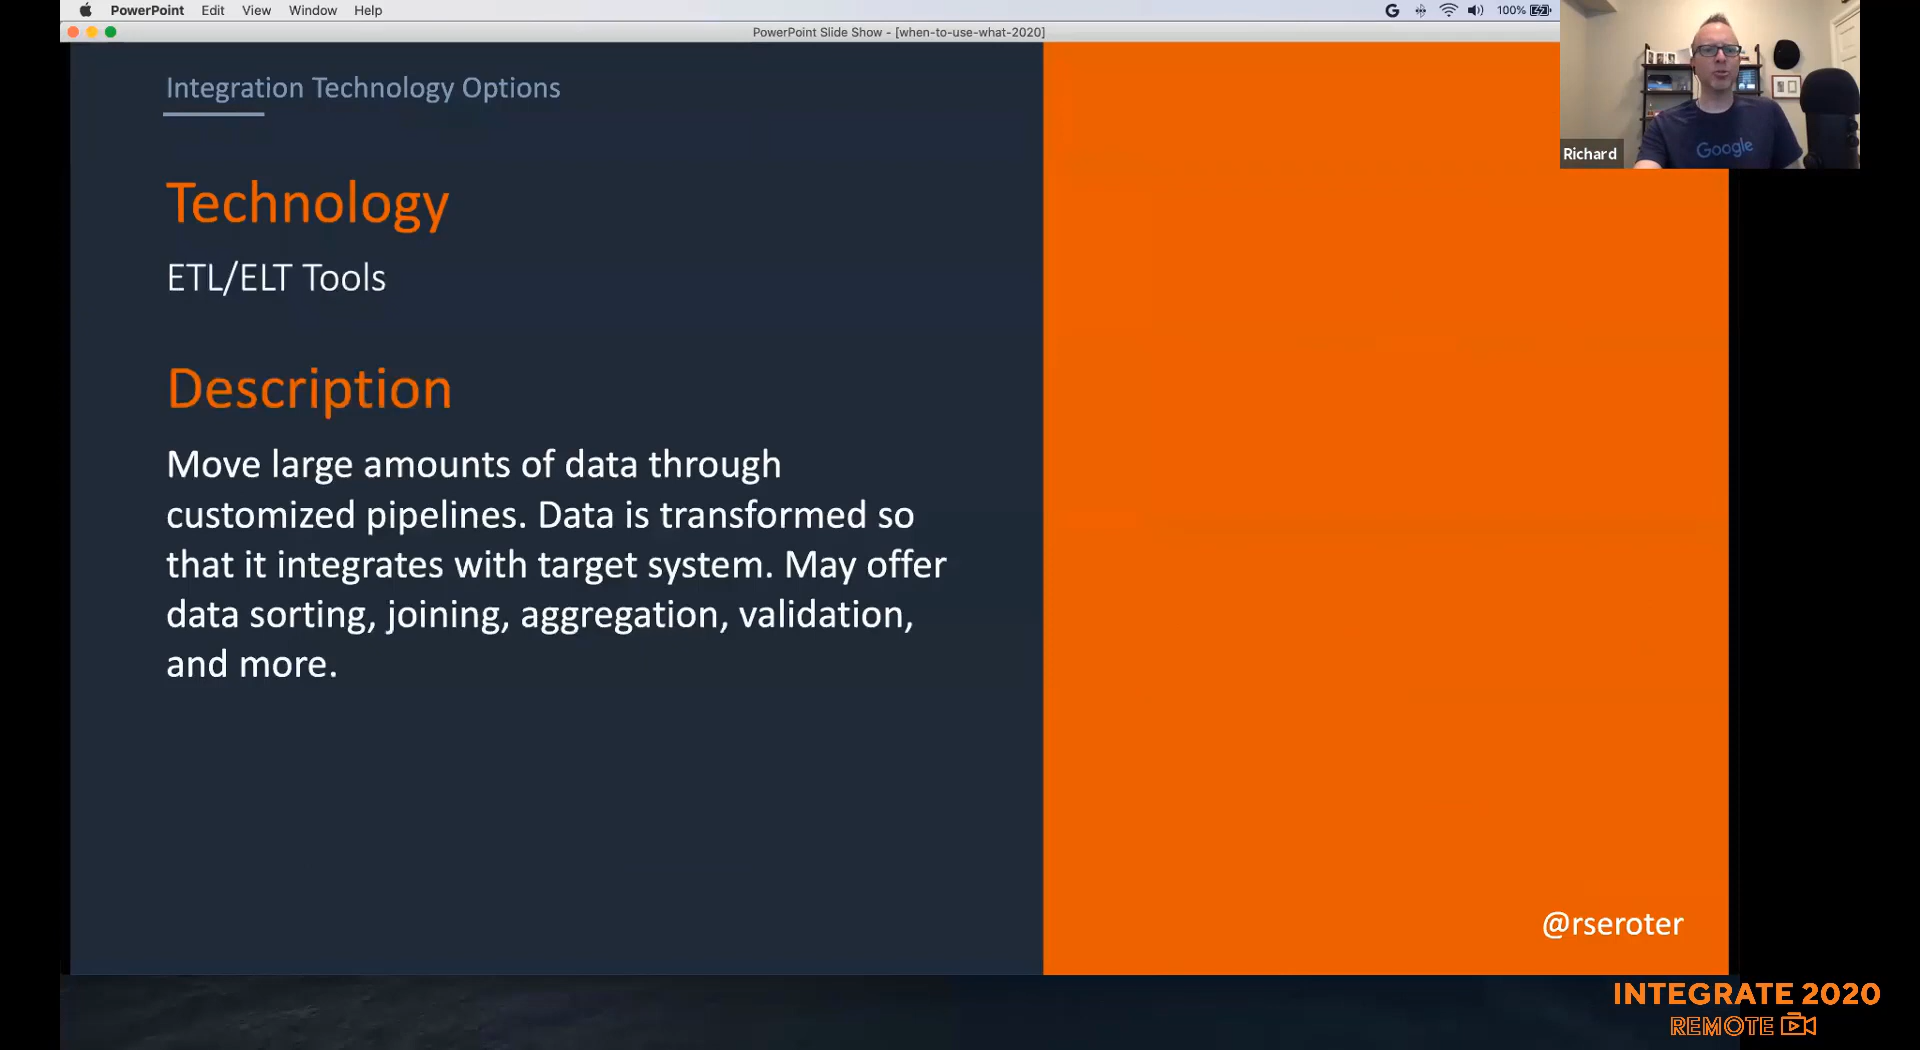 PowerPoint Edit View Window Help
100%
PowerPoint Slide Show - [when-to-use-what-2020]
Integration Technology Options
Technology
ETL/ELT Tools
Description
Move large amounts of data through
customized pipelines. Data is transformed so
that it integrates with target system. May offer
data sorting, joining, aggregation, validation,
and more.
Google
Richard
@rseroter
INTEGRATE 2020
REMOTE